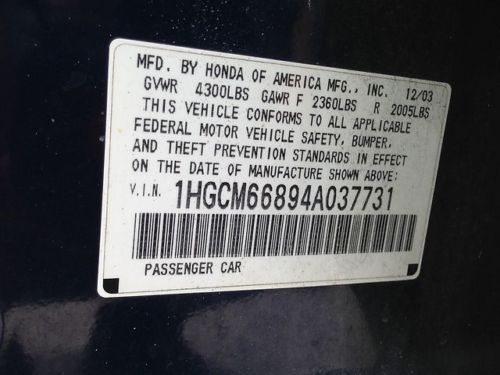 MFD. BY HONDA OF AMERICA MFG., INC. 12/03
GVWR 4300LBS GAWR F 2360LBS R 2005LBS
THIS VEHICLE CONFORMS TO ALL APPLICABLE
FEDERAL MOTOR VEHICLE SAFETY, BUMPER,
AND THEFT PREVENTION STANDARDS IN EFFECT
ON THE DATE OF MANUFACTURE SHOWN ABOVE:
V.I.N. 1HGCM66894A037731
PASSENGER CAR